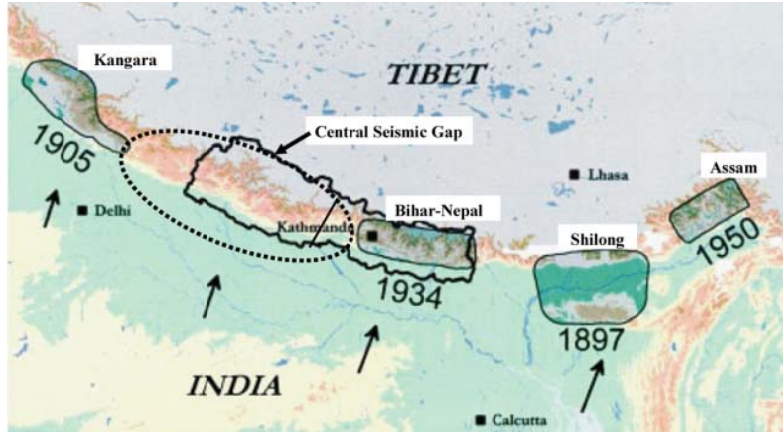 Kangara
TIBET
Central Seismic Gap
1905
Assam
Lhasa
Delhi
Bihar-Nepal
Kathmandu
Shilong
1950
1934
1897
INDIA
Calcutta